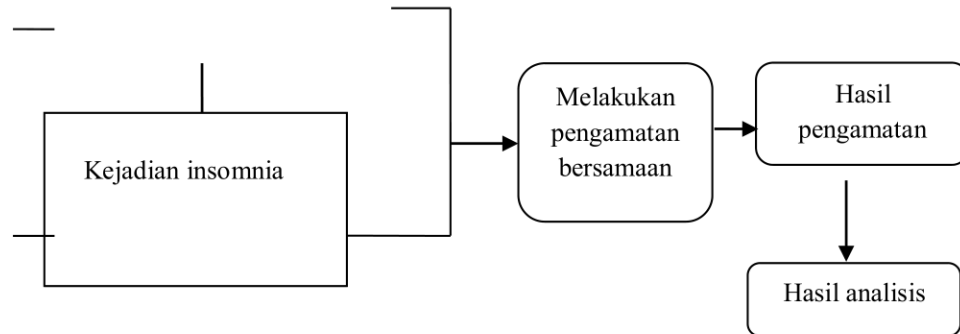 Kejadian insomnia
Melakukan
pengamatan
bersamaan
Hasil
pengamatan
Hasil analisis